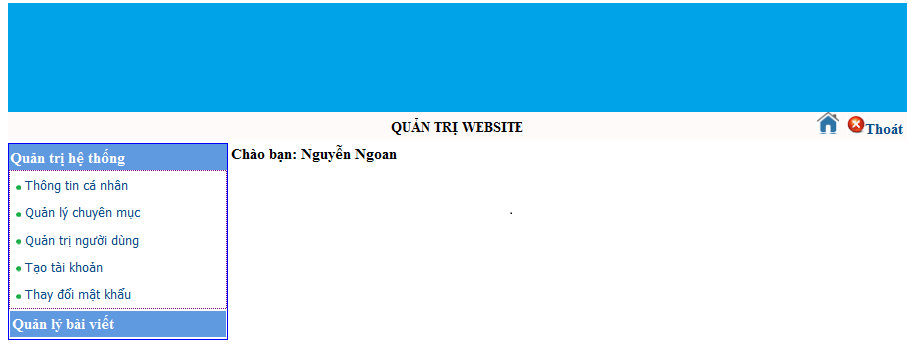 QUẢN TRỊ WEBSITE
Thoát
Quản trị hệ thống
Chào bạn: Nguyễn Ngoan
Thông tin cá nhân
Quản lý chuyên mục
Quản trị người dùng
Tạo tài khoản
Thay đổi mật khẩu
Quản lý bài viết